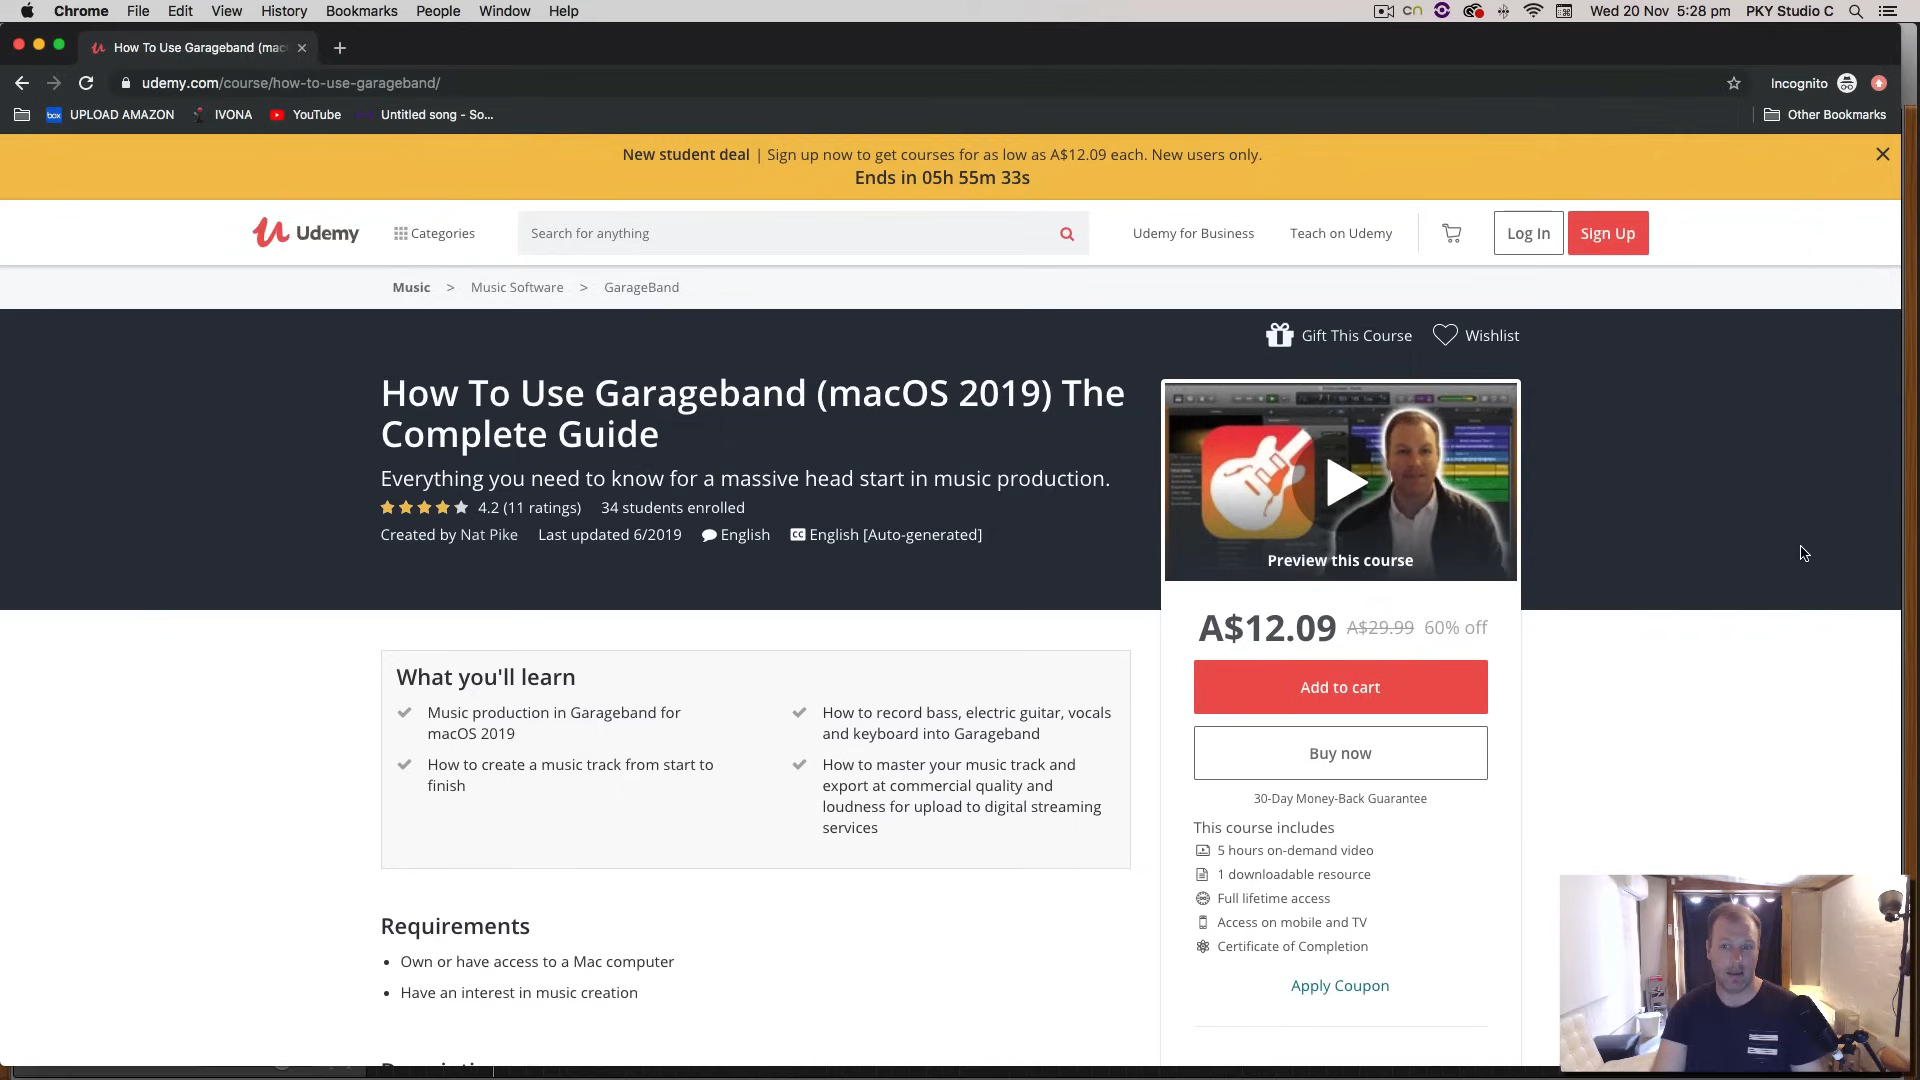 Chrome File Edit View History Bookmarks People Window Help Wed 20 Nov 5:28 pm PKY Studio C
How To Use Garageband (mac
udemy.com/course/how-to-use-garageband/ Incognito
box UPLOAD AMAZON IVONA YouTube Untitled song - So... Other Bookmarks
New student deal | Sign up now to get courses for as low as A$12.09 each. New users only.
Ends in 05h 55m 33s
Udemy Categories Search for anything Udemy for Business Teach on Udemy Log In Sign Up
Music > Music Software > GarageBand
Gift This Course Wishlist
How To Use Garageband (macOS 2019) The
Complete Guide
Everything you need to know for a massive head start in music production.
4.2 (11 ratings) 34 students enrolled
Created by Nat Pike Last updated 6/2019 English CC English [Auto-generated]
Preview this course
A$12.09 A$29.99 60% off
Add to cart
Buy now
30-Day Money-Back Guarantee
This course includes
5 hours on-demand video
1 downloadable resource
Full lifetime access
Access on mobile and TV
Certificate of Completion
Apply Coupon
What you'll learn
Music production in Garageband for
macOS 2019
How to create a music track from start to
finish
How to record bass, electric guitar, vocals
and keyboard into Garageband
How to master your music track and
export at commercial quality and
loudness for upload to digital streaming
services
Requirements
Own or have access to a Mac computer
Have an interest in music creation